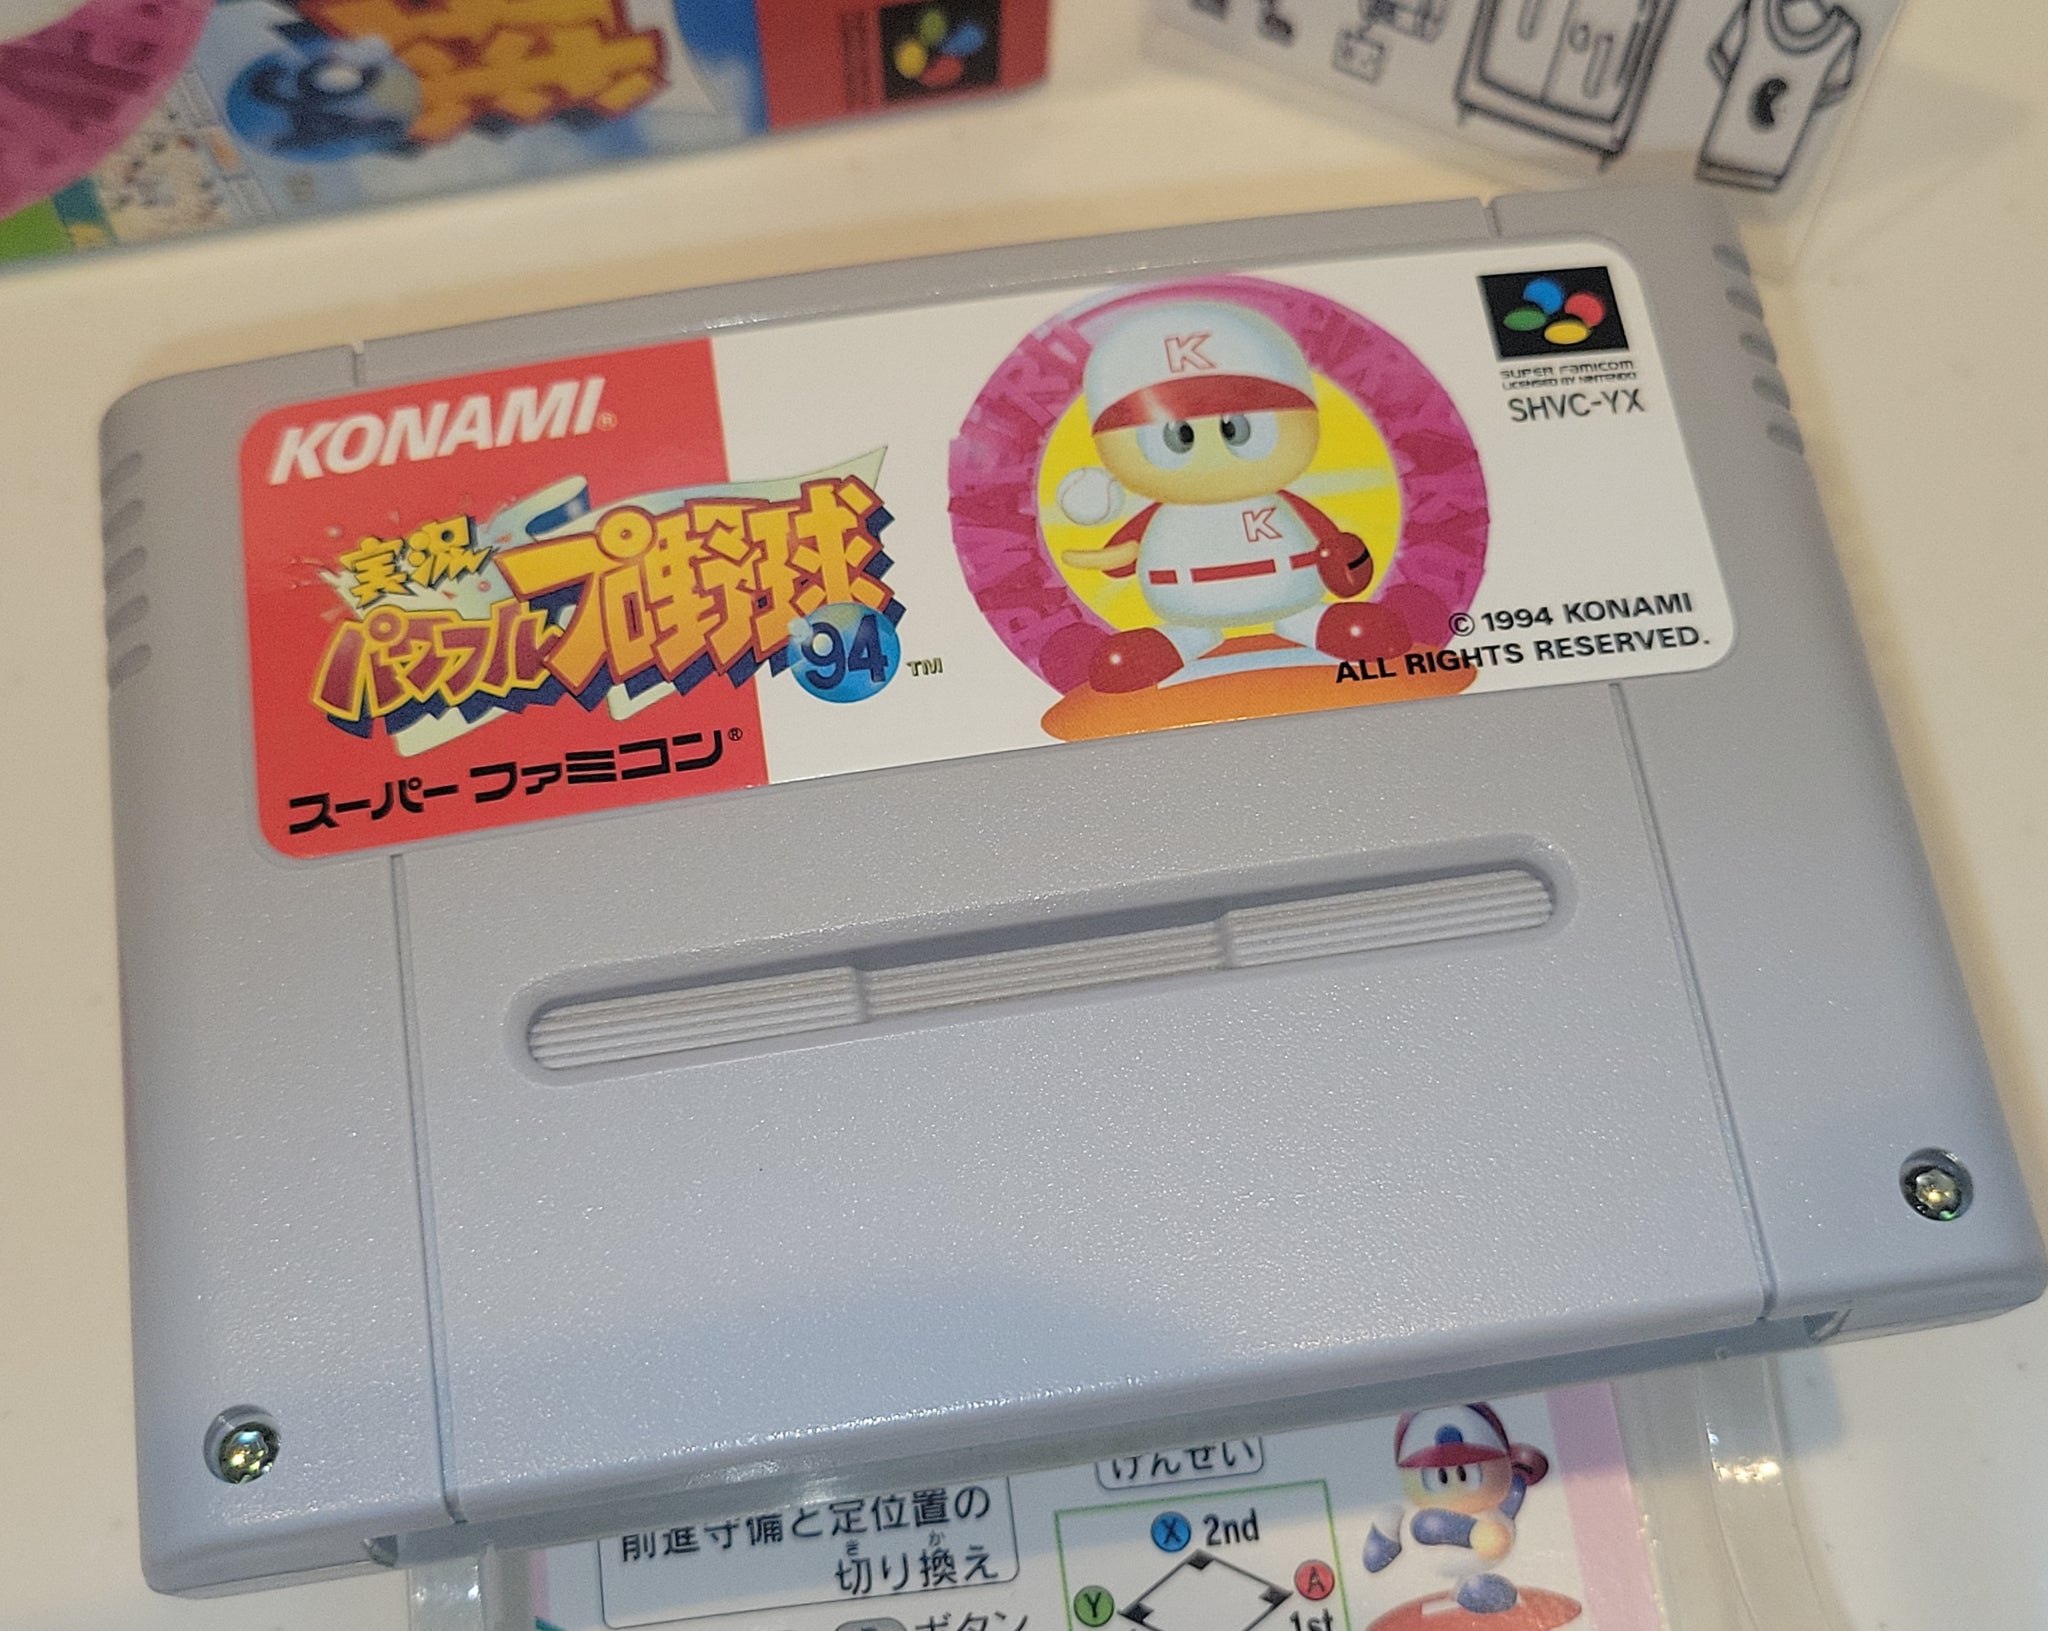 KONAMI®
実況
パワフルプロ野球
'94 TM
スーパーファミコン®
K
K
SUPER FAMICOM
LICENSED BY NINTENDO
SHVC-YX
© 1994 KONAMI
ALL RIGHTS RESERVED.
けんせい
前進守備と定位置の
き か
切り換え
ボタン
X 2nd
Y
A
1st